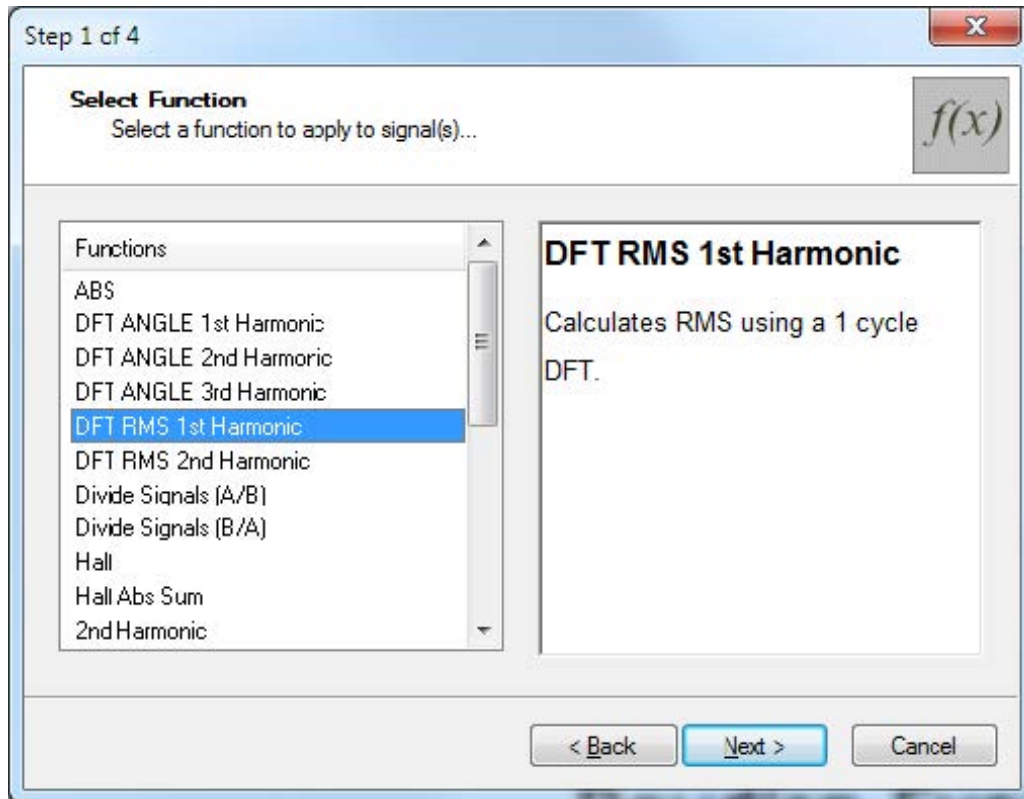 Step 1 of 4
Select Function
Select a function to apply to signal(s)...
f(x)
Functions
ABS
DFT ANGLE 1st Harmonic
DFT ANGLE 2nd Harmonic
DFT ANGLE 3rd Harmonic
DFT RMS 1st Harmonic
DFT RMS 2nd Harmonic
Divide Signals (A/B)
Divide Signals (B/A)
Hall
Hall Abs Sum
2nd Harmonic
DFT RMS 1st Harmonic
Calculates RMS using a 1 cycle
DFT.
< Back
Next >
Cancel